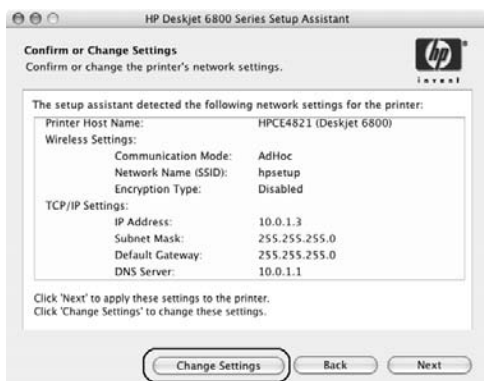 HP Deskjet 6800 Series Setup Assistant
Confirm or Change Settings
Confirm or change the printer's network settings.
hp
invent
The setup assistant detected the following network settings for the printer:
Printer Host Name: HPCE4821 (Deskjet 6800)
Wireless Settings:
Communication Mode: AdHoc
Network Name (SSID): hpsetup
Encryption Type: Disabled
TCP/IP Settings:
IP Address: 10.0.1.3
Subnet Mask: 255.255.255.0
Default Gateway: 255.255.255.0
DNS Server: 10.0.1.1
Click 'Next' to apply these settings to the printer.
Click 'Change Settings' to change these settings.
Change Settings Back Next